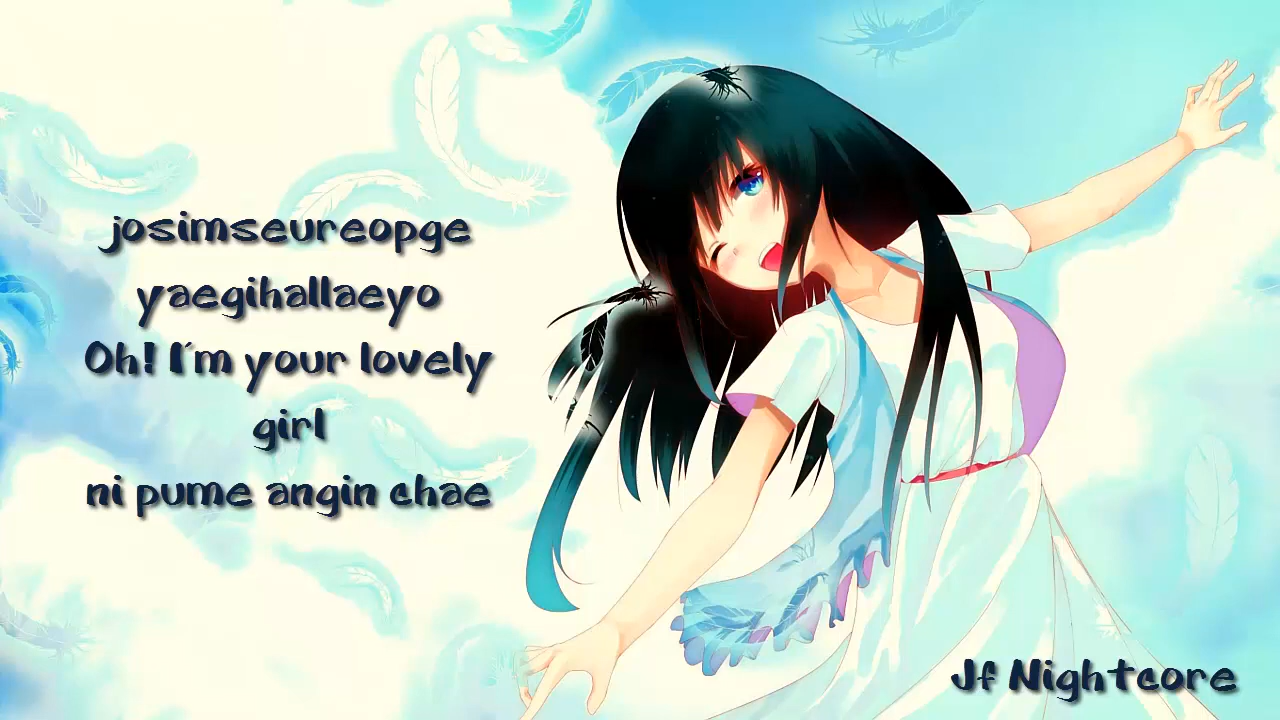 josimseureopge
yaegihallaeyo
Oh! I'm your lovely
girl
ni pume angin chae
Jf Nightcore